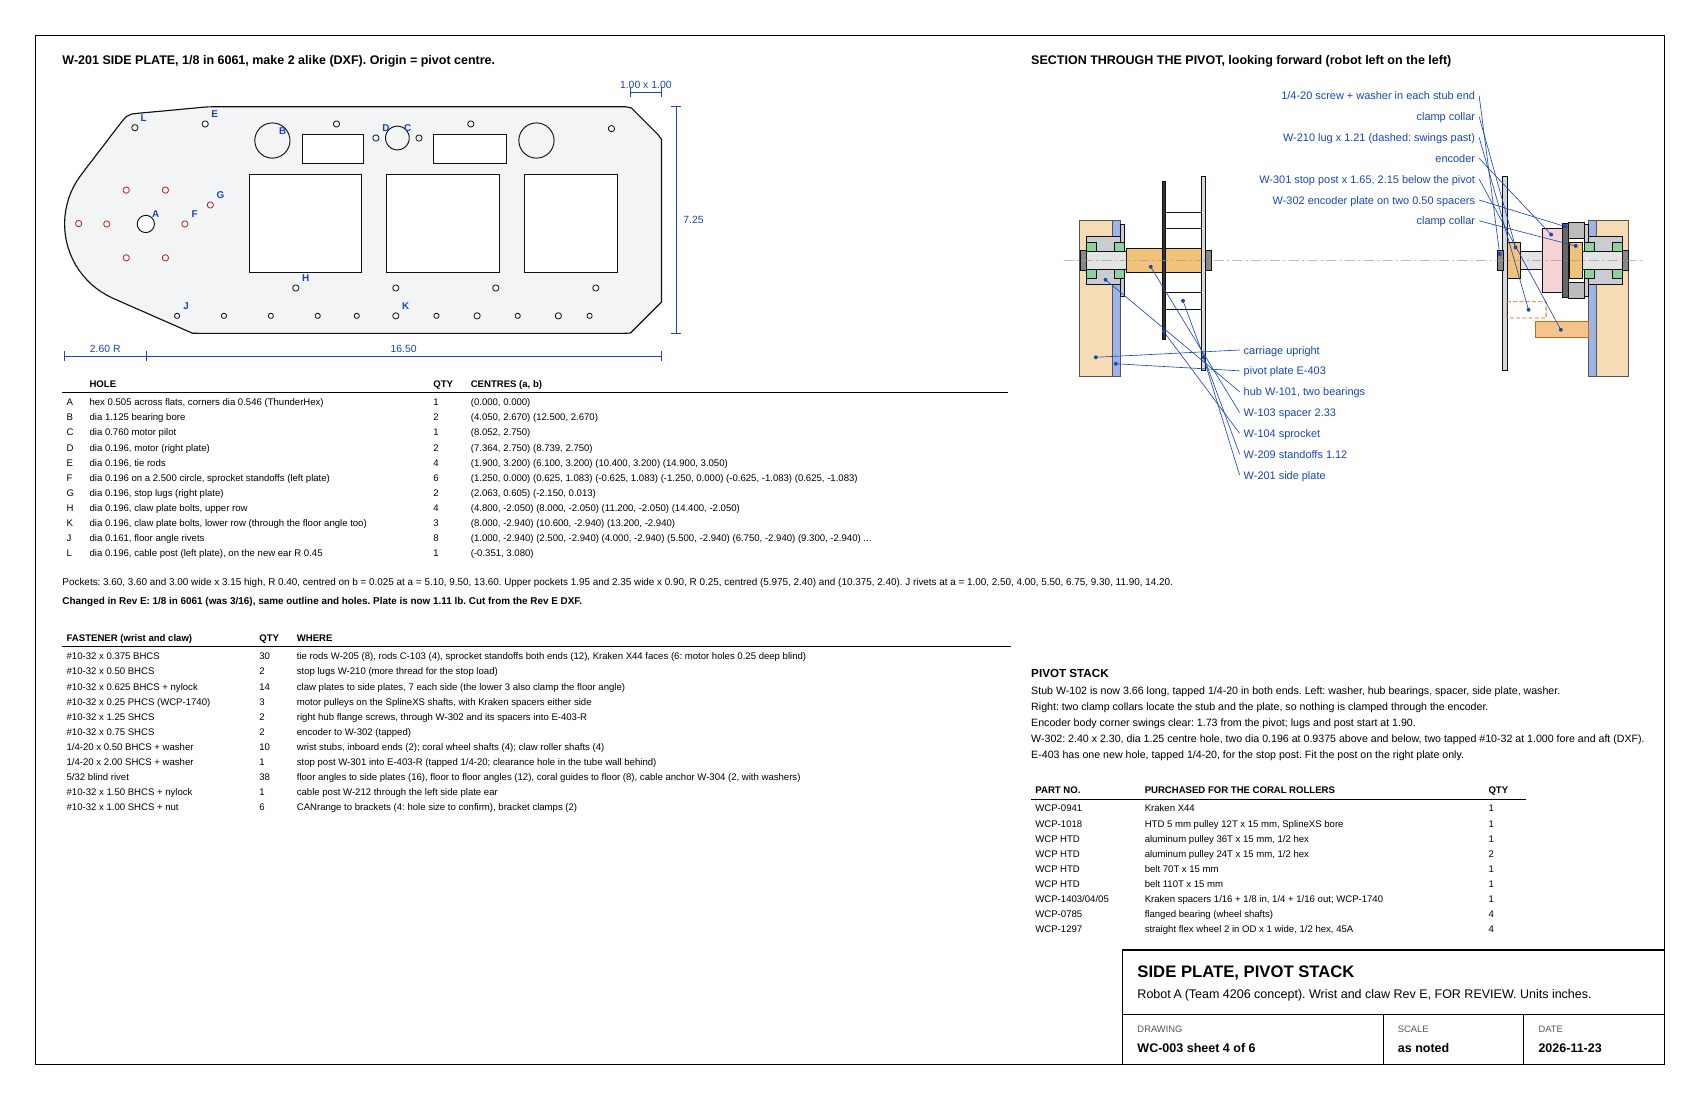 W-201 SIDE PLATE, 1/8 in 6061, make 2 alike (DXF). Origin = pivot centre.
1.00 x 1.00
L
E
B
D
C
G
A
F
H
J
K
7.25
2.60 R
16.50
HOLE QTY CENTRES (a, b)
A hex 0.505 across flats, corners dia 0.546 (ThunderHex) 1 (0.000, 0.000)
B dia 1.125 bearing bore 2 (4.050, 2.670) (12.500, 2.670)
C dia 0.760 motor pilot 1 (8.052, 2.750)
D dia 0.196, motor (right plate) 2 (7.364, 2.750) (8.739, 2.750)
E dia 0.196, tie rods 4 (1.900, 3.200) (6.100, 3.200) (10.400, 3.200) (14.900, 3.050)
F dia 0.196 on a 2.500 circle, sprocket standoffs (left plate) 6 (1.250, 0.000) (0.625, 1.083) (-0.625, 1.083) (-1.250, 0.000) (-0.625, -1.083) (0.625, -1.083)
G dia 0.196, stop lugs (right plate) 2 (2.063, 0.605) (-2.150, 0.013)
H dia 0.196, claw plate bolts, upper row 4 (4.800, -2.050) (8.000, -2.050) (11.200, -2.050) (14.400, -2.050)
K dia 0.196, claw plate bolts, lower row (through the floor angle too) 3 (8.000, -2.940) (10.600, -2.940) (13.200, -2.940)
J dia 0.161, floor angle rivets 8 (1.000, -2.940) (2.500, -2.940) (4.000, -2.940) (5.500, -2.940) (6.750, -2.940) (9.300, -2.940) ...
L dia 0.196, cable post (left plate), on the new ear R 0.45 1 (-0.351, 3.080)
Pockets: 3.60, 3.60 and 3.00 wide x 3.15 high, R 0.40, centred on b = 0.025 at a = 5.10, 9.50, 13.60. Upper pockets 1.95 and 2.35 wide x 0.90, R 0.25, centred (5.975, 2.40) and (10.375, 2.40). J rivets at a = 1.00, 2.50, 4.00, 5.50, 6.75, 9.30, 11.90, 14.20.
Changed in Rev E: 1/8 in 6061 (was 3/16), same outline and holes. Plate is now 1.11 lb. Cut from the Rev E DXF.
FASTENER (wrist and claw) QTY WHERE
#10-32 x 0.375 BHCS 30 tie rods W-205 (8), rods C-103 (4), sprocket standoffs both ends (12), Kraken X44 faces (6: motor holes 0.25 deep blind)
#10-32 x 0.50 BHCS 2 stop lugs W-210 (more thread for the stop load)
#10-32 x 0.625 BHCS + nylock 14 claw plates to side plates, 7 each side (the lower 3 also clamp the floor angle)
#10-32 x 0.25 PHCS (WCP-1740) 3 motor pulleys on the SplineXS shafts, with Kraken spacers either side
#10-32 x 1.25 SHCS 2 right hub flange screws, through W-302 and its spacers into E-403-R
#10-32 x 0.75 SHCS 2 encoder to W-302 (tapped)
1/4-20 x 0.50 BHCS + washer 10 wrist stubs, inboard ends (2); coral wheel shafts (4); claw roller shafts (4)
1/4-20 x 2.00 SHCS + washer 1 stop post W-301 into E-403-R (tapped 1/4-20; clearance hole in the tube wall behind)
5/32 blind rivet 38 floor angles to side plates (16), floor to floor angles (12), coral guides to floor (8), cable anchor W-304 (2, with washers)
#10-32 x 1.50 BHCS + nylock 1 cable post W-212 through the left side plate ear
#10-32 x 1.00 SHCS + nut 6 CANrange to brackets (4: hole size to confirm), bracket clamps (2)
SECTION THROUGH THE PIVOT, looking forward (robot left on the left)
1/4-20 screw + washer in each stub end
clamp collar
W-210 lug x 1.21 (dashed: swings past)
encoder
W-301 stop post x 1.65, 2.15 below the pivot
W-302 encoder plate on two 0.50 spacers
clamp collar
carriage upright
pivot plate E-403
hub W-101, two bearings
W-103 spacer 2.33
W-104 sprocket
W-209 standoffs 1.12
W-201 side plate
PIVOT STACK
Stub W-102 is now 3.66 long, tapped 1/4-20 in both ends. Left: washer, hub bearings, spacer, side plate, washer.
Right: two clamp collars locate the stub and the plate, so nothing is clamped through the encoder.
Encoder body corner swings clear: 1.73 from the pivot; lugs and post start at 1.90.
W-302: 2.40 x 2.30, dia 1.25 centre hole, two dia 0.196 at 0.9375 above and below, two tapped #10-32 at 1.000 fore and aft (DXF).
E-403 has one new hole, tapped 1/4-20, for the stop post. Fit the post on the right plate only.
PART NO. PURCHASED FOR THE CORAL ROLLERS QTY
WCP-0941 Kraken X44 1
WCP-1018 HTD 5 mm pulley 12T x 15 mm, SplineXS bore 1
WCP HTD aluminum pulley 36T x 15 mm, 1/2 hex 1
WCP HTD aluminum pulley 24T x 15 mm, 1/2 hex 2
WCP HTD belt 70T x 15 mm 1
WCP HTD belt 110T x 15 mm 1
WCP-1403/04/05 Kraken spacers 1/16 + 1/8 in, 1/4 + 1/16 out; WCP-1740 1
WCP-0785 flanged bearing (wheel shafts) 4
WCP-1297 straight flex wheel 2 in OD x 1 wide, 1/2 hex, 45A 4
SIDE PLATE, PIVOT STACK
Robot A (Team 4206 concept). Wrist and claw Rev E, FOR REVIEW. Units inches.
DRAWING SCALE DATE
WC-003 sheet 4 of 6 as noted 2026-11-23